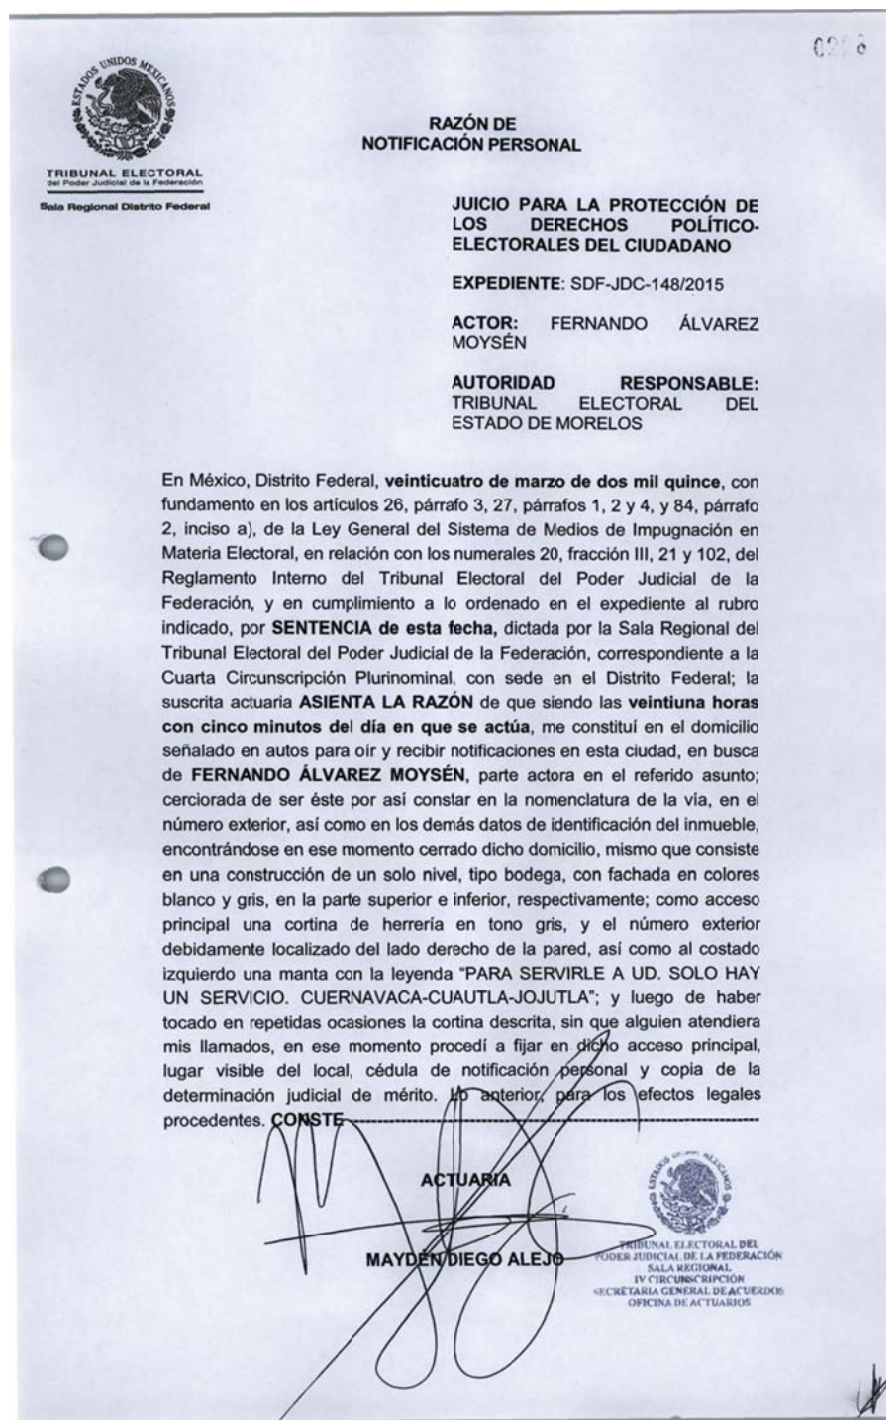 ESTADOS UNIDOS MEXICANOS
TRIBUNAL ELECTORAL
del Poder Judicial de la Federación
Sala Regional Distrito Federal
RAZÓN DE
NOTIFICACIÓN PERSONAL
JUICIO PARA LA PROTECCIÓN DE
LOS DERECHOS POLÍTICO-
ELECTORALES DEL CIUDADANO
EXPEDIENTE: SDF-JDC-148/2015
ACTOR: FERNANDO ÁLVAREZ
MOYSÉN
AUTORIDAD RESPONSABLE:
TRIBUNAL ELECTORAL DEL
ESTADO DE MORELOS
En México, Distrito Federal, veinticuatro de marzo de dos mil quince, con
fundamento en los artículos 26, párrafo 3, 27, párrafos 1, 2 y 4, y 84, párrafo
2, inciso a), de la Ley General del Sistema de Medios de Impugnación en
Materia Electoral, en relación con los numerales 20, fracción III, 21 y 102, del
Reglamento Interno del Tribunal Electoral del Poder Judicial de la
Federación, y en cumplimiento a lo ordenado en el expediente al rubro
indicado, por SENTENCIA de esta fecha, dictada por la Sala Regional del
Tribunal Electoral del Poder Judicial de la Federación, correspondiente a la
Cuarta Circunscripción Plurinominal, con sede en el Distrito Federal; la
suscrita actuaria ASIENTA LA RAZÓN de que siendo las veintiuna horas
con cinco minutos del día en que se actúa, me constituí en el domicilio
señalado en autos para oír y recibir notificaciones en esta ciudad, en busca
de FERNANDO ÁLVAREZ MOYSÉN, parte actora en el referido asunto;
cerciorada de ser éste por así constar en la nomenclatura de la vía, en el
número exterior, así como en los demás datos de identificación del inmueble,
encontrándose en ese momento cerrado dicho domicilio, mismo que consiste
en una construcción de un solo nivel, tipo bodega, con fachada en colores
blanco y gris, en la parte superior e inferior, respectivamente; como acceso
principal una cortina de herrería en tono gris, y el número exterior
debidamente localizado del lado derecho de la pared, así como al costado
izquierdo una manta con la leyenda "PARA SERVIRLE A UD. SOLO HAY
UN SERVICIO. CUERNAVACA-CUAUTLA-JOJUTLA"; y luego de haber
tocado en repetidas ocasiones la cortina descrita, sin que alguien atendiera
mis llamados, en ese momento procedí a fijar en dicho acceso principal,
lugar visible del local, cédula de notificación personal y copia de la
determinación judicial de mérito. Lo anterior, para los efectos legales
procedentes. CONSTE
ACTUARIA
MAYDÉN DIEGO ALEJO
ESTADOS UNIDOS MEXICANOS
TRIBUNAL ELECTORAL DEL
PODER JUDICIAL DE LA FEDERACIÓN
SALA REGIONAL
IV CIRCUNSCRIPCIÓN
SECRETARIA GENERAL DE ACUERDOS
OFICINA DE ACTUARIOS